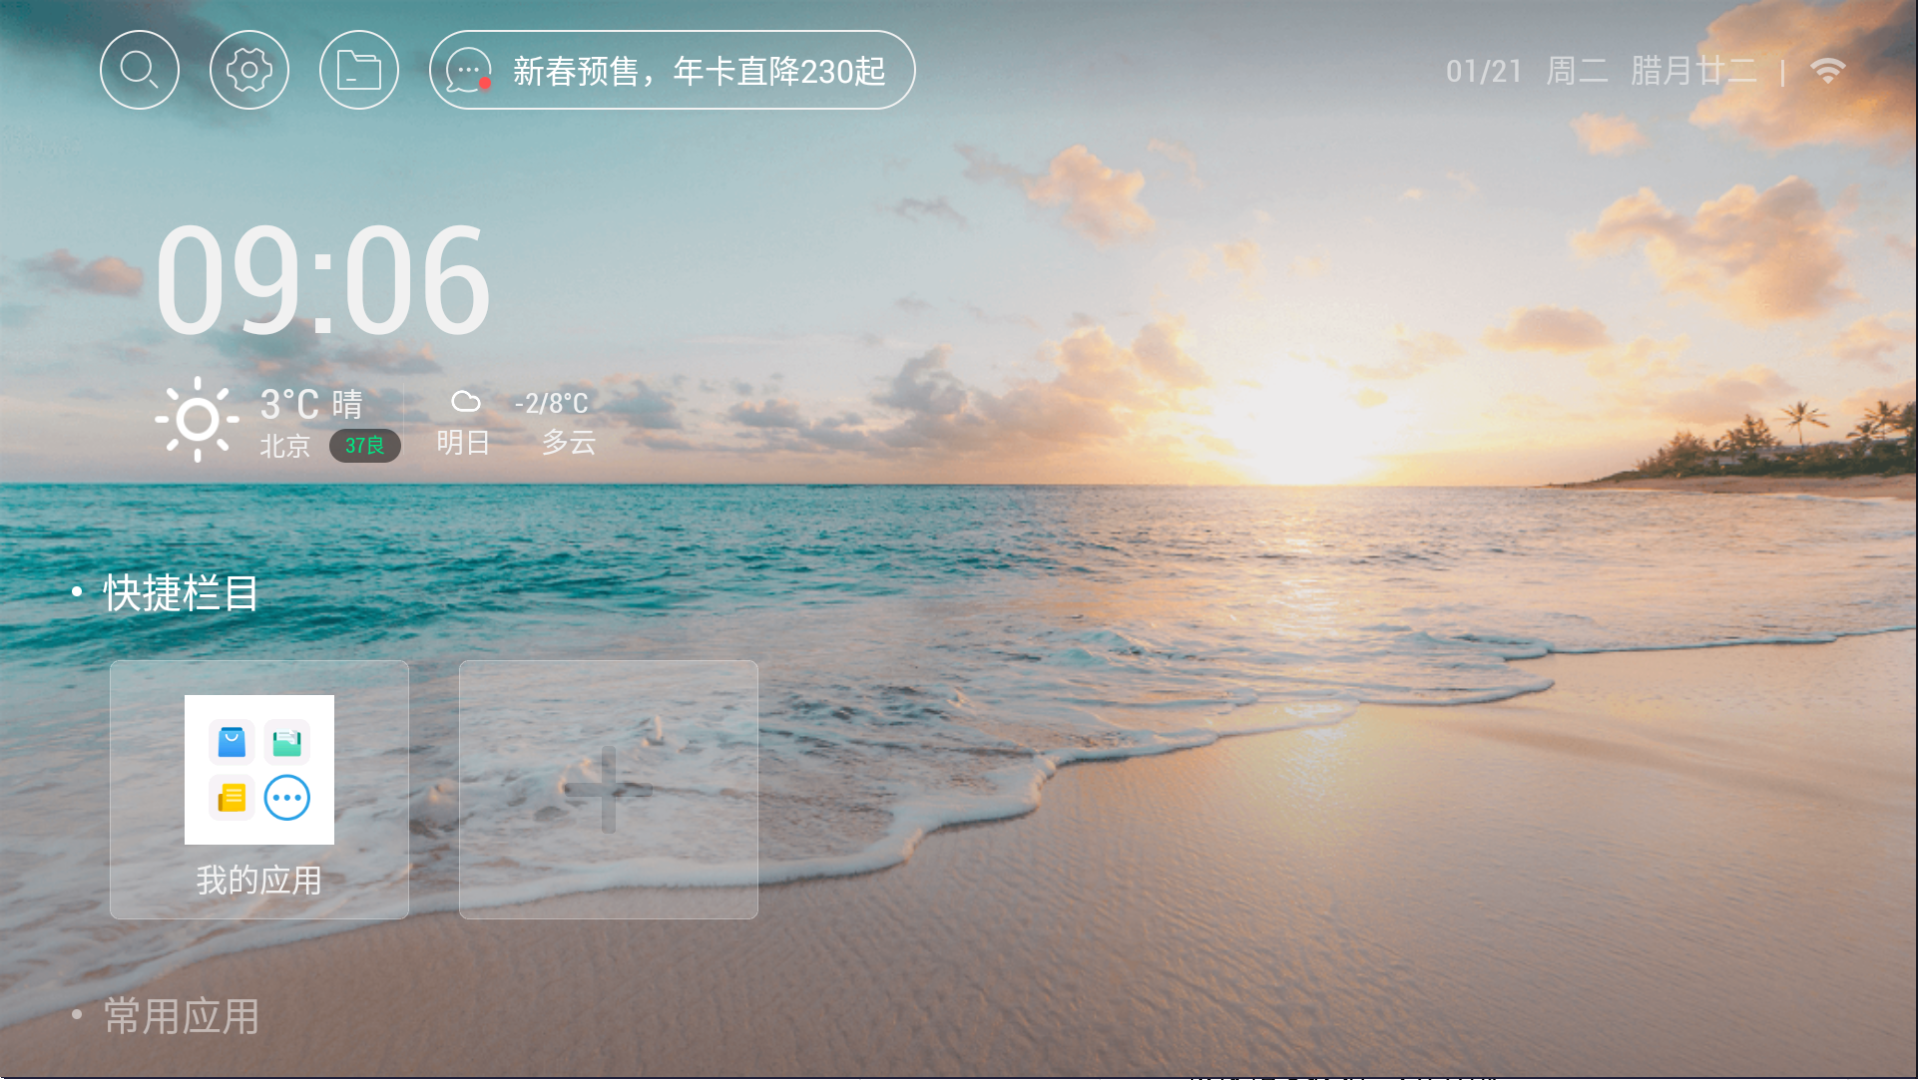 新春预售，年卡直降230起
01/21 周二 腊月廿二 |
09:06
3°C 晴
北京 37良
-2/8°C
明日 多云
快捷栏目
我的应用
常用应用